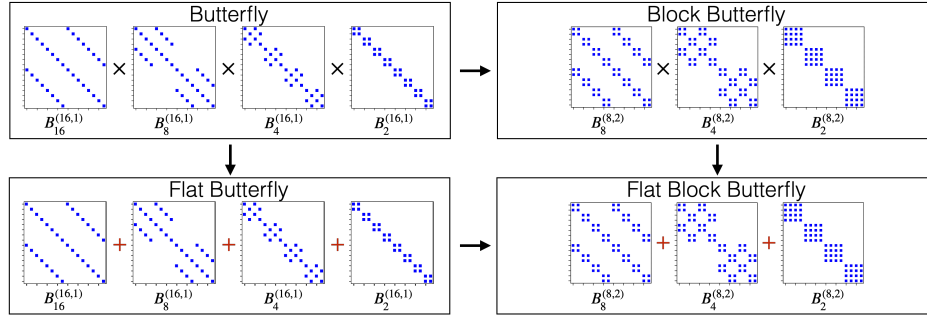 Butterfly
× × ×
B_16^(16,1) B_8^(16,1) B_4^(16,1) B_2^(16,1)
Block Butterfly
× ×
B_8^(8,2) B_4^(8,2) B_2^(8,2)
Flat Butterfly
+ + +
B_16^(16,1) B_8^(16,1) B_4^(16,1) B_2^(16,1)
Flat Block Butterfly
+ +
B_8^(8,2) B_4^(8,2) B_2^(8,2)